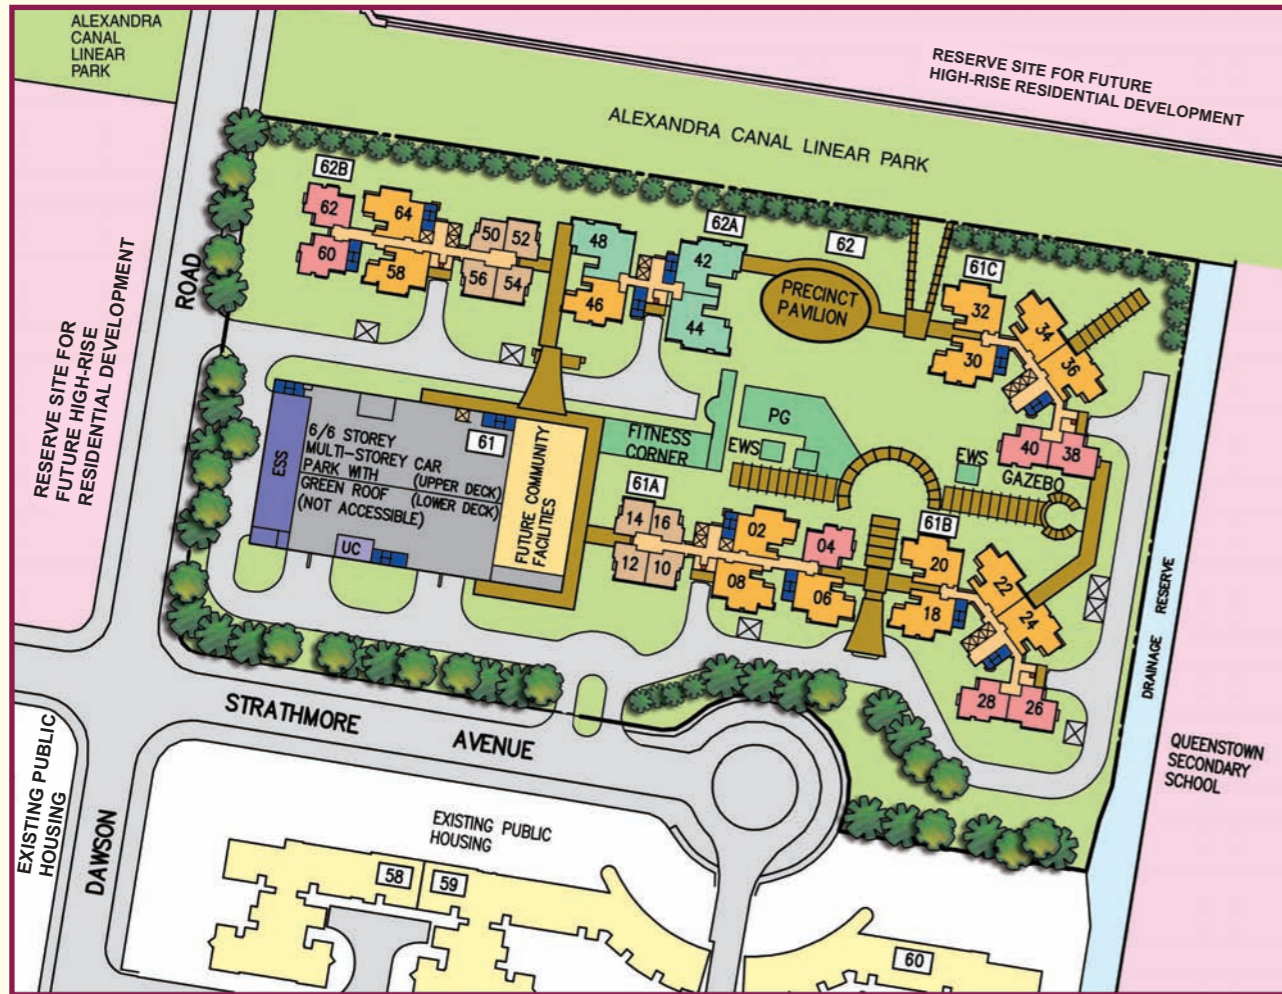 ALEXANDRA
CANAL
LINEAR
PARK
RESERVE SITE FOR FUTURE
HIGH-RISE RESIDENTIAL DEVELOPMENT
ALEXANDRA CANAL LINEAR PARK
62B
62
60
64
58
50
52
56
54
48
46
62A
42
44
62
PRECINCT
PAVILION
61C
32
30
34
36
40
38
ROAD
RESERVE SITE FOR
FUTURE HIGH-RISE
RESIDENTIAL DEVELOPMENT
ESS
6/6 STOREY
MULTI-STOREY CAR
PARK WITH (UPPER DECK)
GREEN ROOF (LOWER DECK)
(NOT ACCESSIBLE)
61
UC
FUTURE COMMUNITY
FACILITIES
FITNESS
CORNER
PG
EWS
EWS
GAZEBO
61A
14
16
12
10
02
04
08
06
61B
20
18
22
24
28
26
DRAINAGE RESERVE
QUEENSTOWN
SECONDARY
SCHOOL
STRATHMORE AVENUE
EXISTING PUBLIC
HOUSING
DAWSON
EXISTING PUBLIC
HOUSING
58
59
60